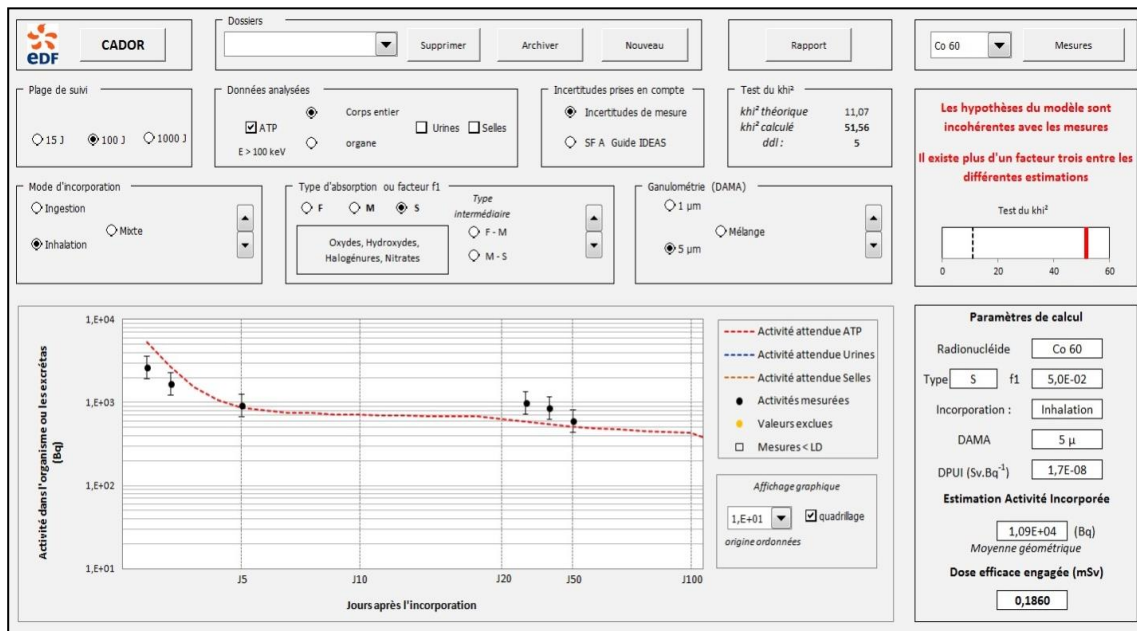 eDF
CADOR
Dossiers
Supprimer
Archiver
Nouveau
Rapport
Co 60
Mesures
Plage de suivi
15 J
100 J
1000 J
Données analysées
ATP
E > 100 keV
Corps entier
organe
Urines
Selles
Incertitudes prises en compte
Incertitudes de mesure
SF A Guide IDEAS
Test du khi²
khi² théorique 11,07
khi² calculé 51,56
ddl : 5
Les hypothèses du modèle sont
incohérentes avec les mesures
Il existe plus d'un facteur trois entre les
différentes estimations
Test du khi²
0 20 40 60
Mode d'incorporation
Ingestion
Mixte
Inhalation
Type d'absorption ou facteur f1
F
M
S
Oxydes, Hydroxydes,
Halogénures, Nitrates
Type
intermédiaire
F - M
M - S
Ganulométrie (DAMA)
1 µm
Mélange
5 µm
Activité dans l'organisme ou les excrétas
(Bq)
1,E+04
1,E+03
1,E+02
1,E+01
J5 J10 J20 J50 J100
Jours après l'incorporation
Activité attendue ATP
Activité attendue Urines
Activité attendue Selles
Activités mesurées
Valeurs exclues
Mesures < LD
Affichage graphique
1,E+01
quadrillage
origine ordonnées
Paramètres de calcul
Radionucléide Co 60
Type S f1 5,0E-02
Incorporation : Inhalation
DAMA 5 µ
DPUI (Sv.Bq⁻¹) 1,7E-08
Estimation Activité Incorporée
1,09E+04 (Bq)
Moyenne géométrique
Dose efficace engagée (mSv)
0,1860